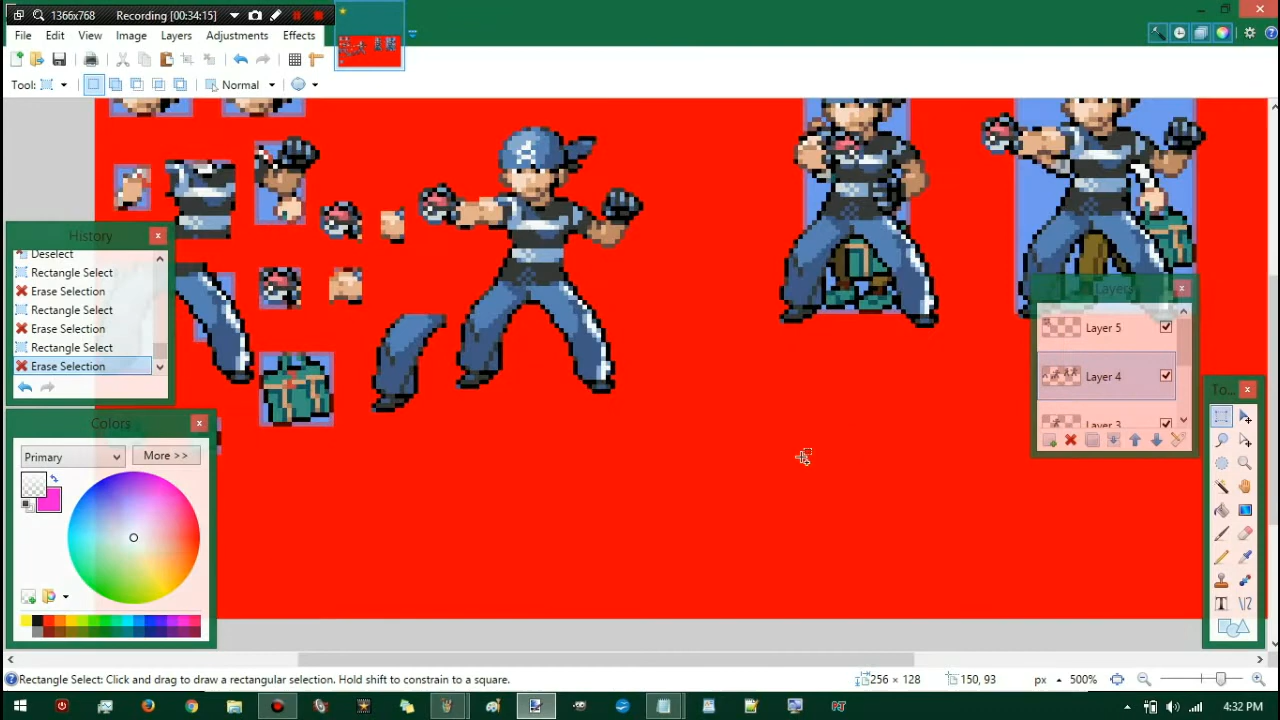 1366x768 Recording [00:34:15]
File Edit View Image Layers Adjustments Effects
Tool: Normal
History
Deselect
Rectangle Select
Erase Selection
Rectangle Select
Erase Selection
Rectangle Select
Erase Selection
Colors
Primary More >>
Layers
Layer 5
Layer 4
Layer 3
To...
Rectangle Select: Click and drag to draw a rectangular selection. Hold shift to constrain to a square. 256 × 128 150, 93 px 500%
4:32 PM